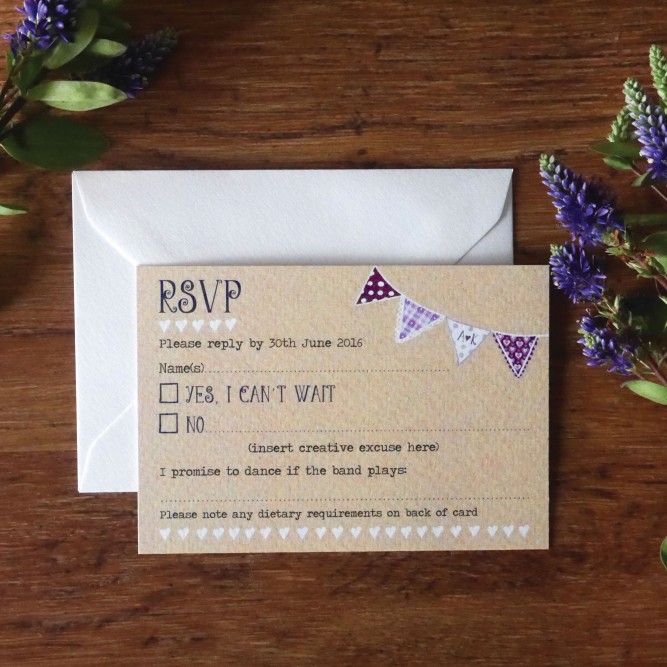 RSVP
A♥K
Please reply by 30th June 2016
Name(s)
YES, I CAN'T WAIT
NO
(insert creative excuse here)
I promise to dance if the band plays:
Please note any dietary requirements on back of card